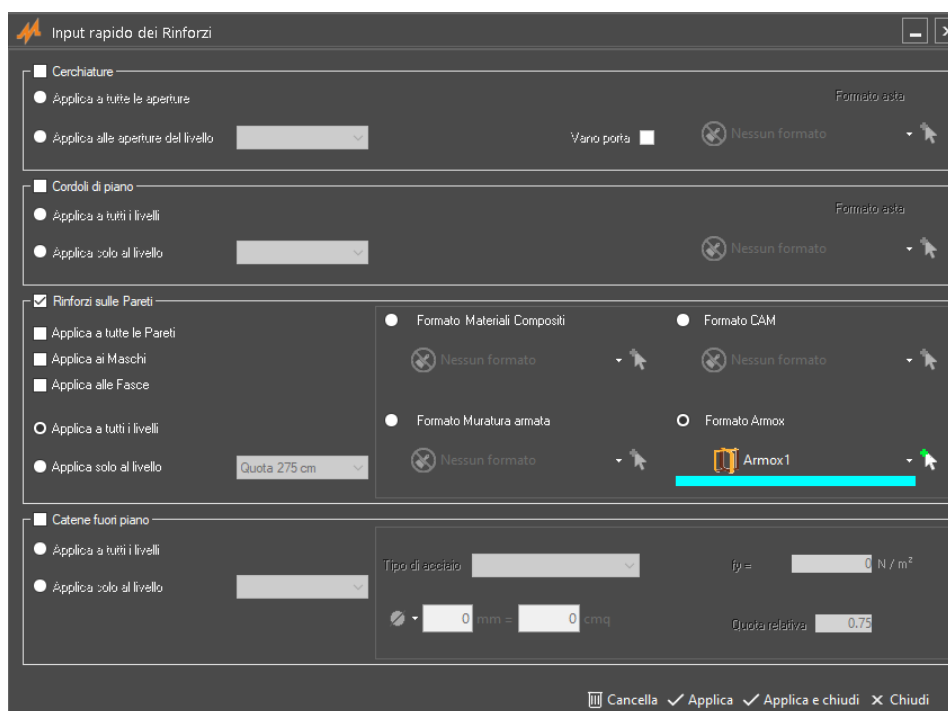 Input rapido dei Rinforzi
Cerchiature
Applica a tutte le aperture
Formato asta
Applica alle aperture del livello
Vano porta
Nessun formato
Cordoli di piano
Applica a tutti i livelli
Formato asta
Applica solo al livello
Nessun formato
Rinforzi sulle Pareti
Formato Materiali Compositi
Formato CAM
Applica a tutte le Pareti
Applica ai Maschi
Nessun formato
Nessun formato
Applica alle Fasce
Formato Muratura armata
Formato Armox
Applica a tutti i livelli
Applica solo al livello
Quota 275 cm
Nessun formato
Armox1
Catene fuori piano
Applica a tutti i livelli
Tipo di acciaio
fy =
0 N / m²
Applica solo al livello
0 mm =
0 cmq
Quota relativa
0.75
Cancella
Applica
Applica e chiudi
Chiudi